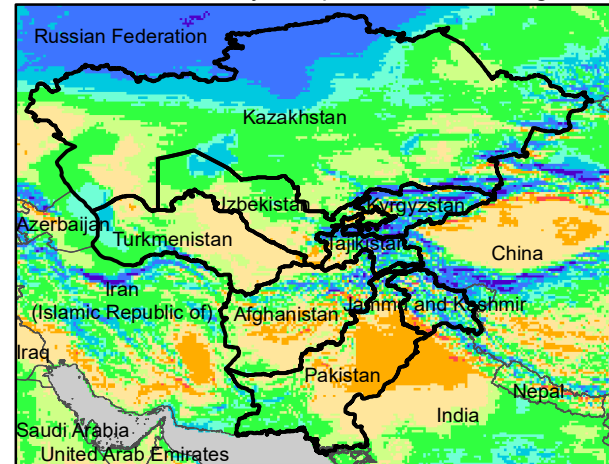 Russian Federation
Kazakhstan
Uzbekistan
Kyrgyzstan
Azerbaijan
Turkmenistan
Tajikistan
China
Iran
(Islamic Republic of)
Afghanistan
Jammu and Kashmir
Iraq
Pakistan
Nepal
India
Saudi Arabia
United Arab Emirates